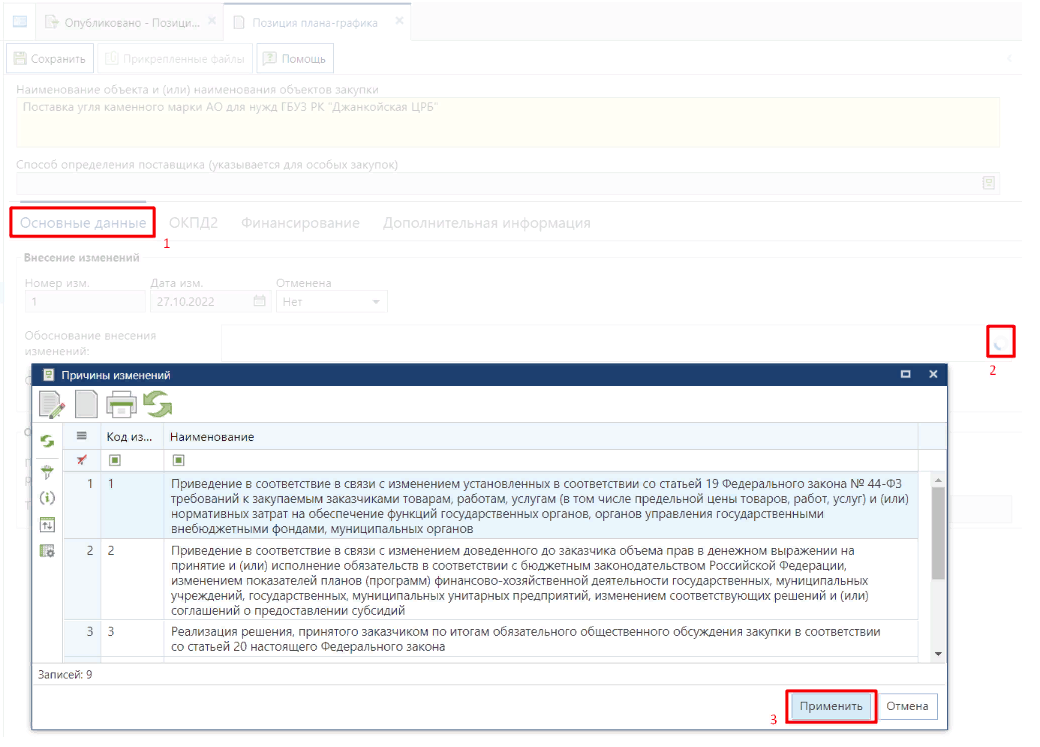 Опубликовано - Позици...
Позиция плана-графика
Сохранить
Прикрепленные файлы
Помощь
Наименование объекта и (или) наименования объектов закупки
Поставка угля каменного марки АО для нужд ГБУЗ РК "Джанкойская ЦРБ"
Способ определения поставщика (указывается для особых закупок)
Основные данные ОКПД2 Финансирование Дополнительная информация
1
Внесение изменений
Номер изм. Дата изм. Отменена
1 27.10.2022 Нет
Обоснование внесения
изменений:
2
Причины изменений
Код из... Наименование
1 1 Приведение в соответствие в связи с изменением установленных в соответствии со статьей 19 Федерального закона № 44-ФЗ
требований к закупаемым заказчиками товарам, работам, услугам (в том числе предельной цены товаров, работ, услуг) и (или)
нормативных затрат на обеспечение функций государственных органов, органов управления государственными
внебюджетными фондами, муниципальных органов
2 2 Приведение в соответствие в связи с изменением доведенного до заказчика объема прав в денежном выражении на
принятие и (или) исполнение обязательств в соответствии с бюджетным законодательством Российской Федерации,
изменением показателей планов (программ) финансово-хозяйственной деятельности государственных, муниципальных
учреждений, государственных, муниципальных унитарных предприятий, изменением соответствующих решений и (или)
соглашений о предоставлении субсидий
3 3 Реализация решения, принятого заказчиком по итогам обязательного общественного обсуждения закупки в соответствии
со статьей 20 настоящего Федерального закона
Записей: 9
3
Применить
Отмена